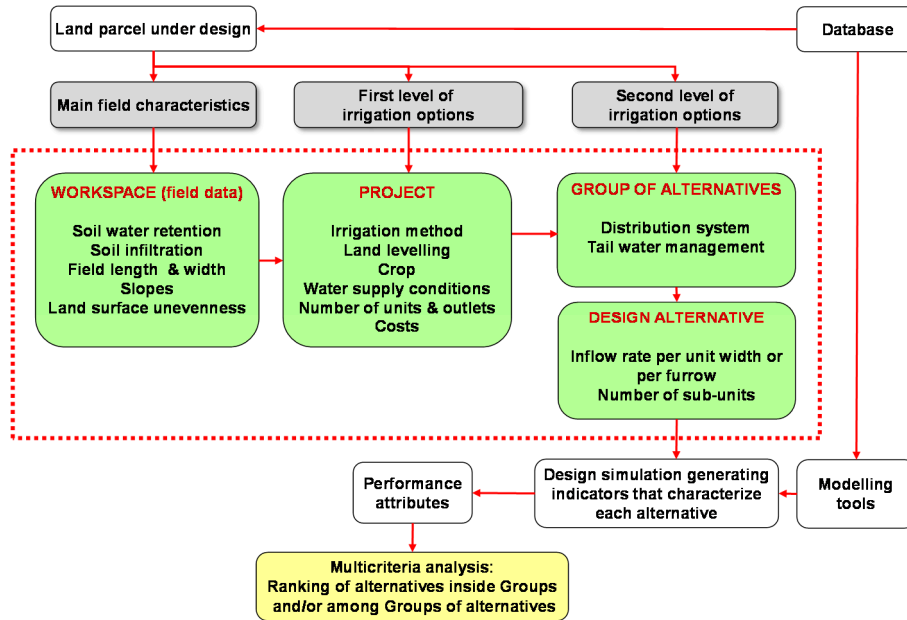 Land parcel under design
Database
Main field characteristics
First level of
irrigation options
Second level of
irrigation options
WORKSPACE (field data)
Soil water retention
Soil infiltration
Field length & width
Slopes
Land surface unevenness
PROJECT
Irrigation method
Land levelling
Crop
Water supply conditions
Number of units & outlets
Costs
GROUP OF ALTERNATIVES
Distribution system
Tail water management
DESIGN ALTERNATIVE
Inflow rate per unit width or
per furrow
Number of sub-units
Performance
attributes
Design simulation generating
indicators that characterize
each alternative
Modelling
tools
Multicriteria analysis:
Ranking of alternatives inside Groups
and/or among Groups of alternatives